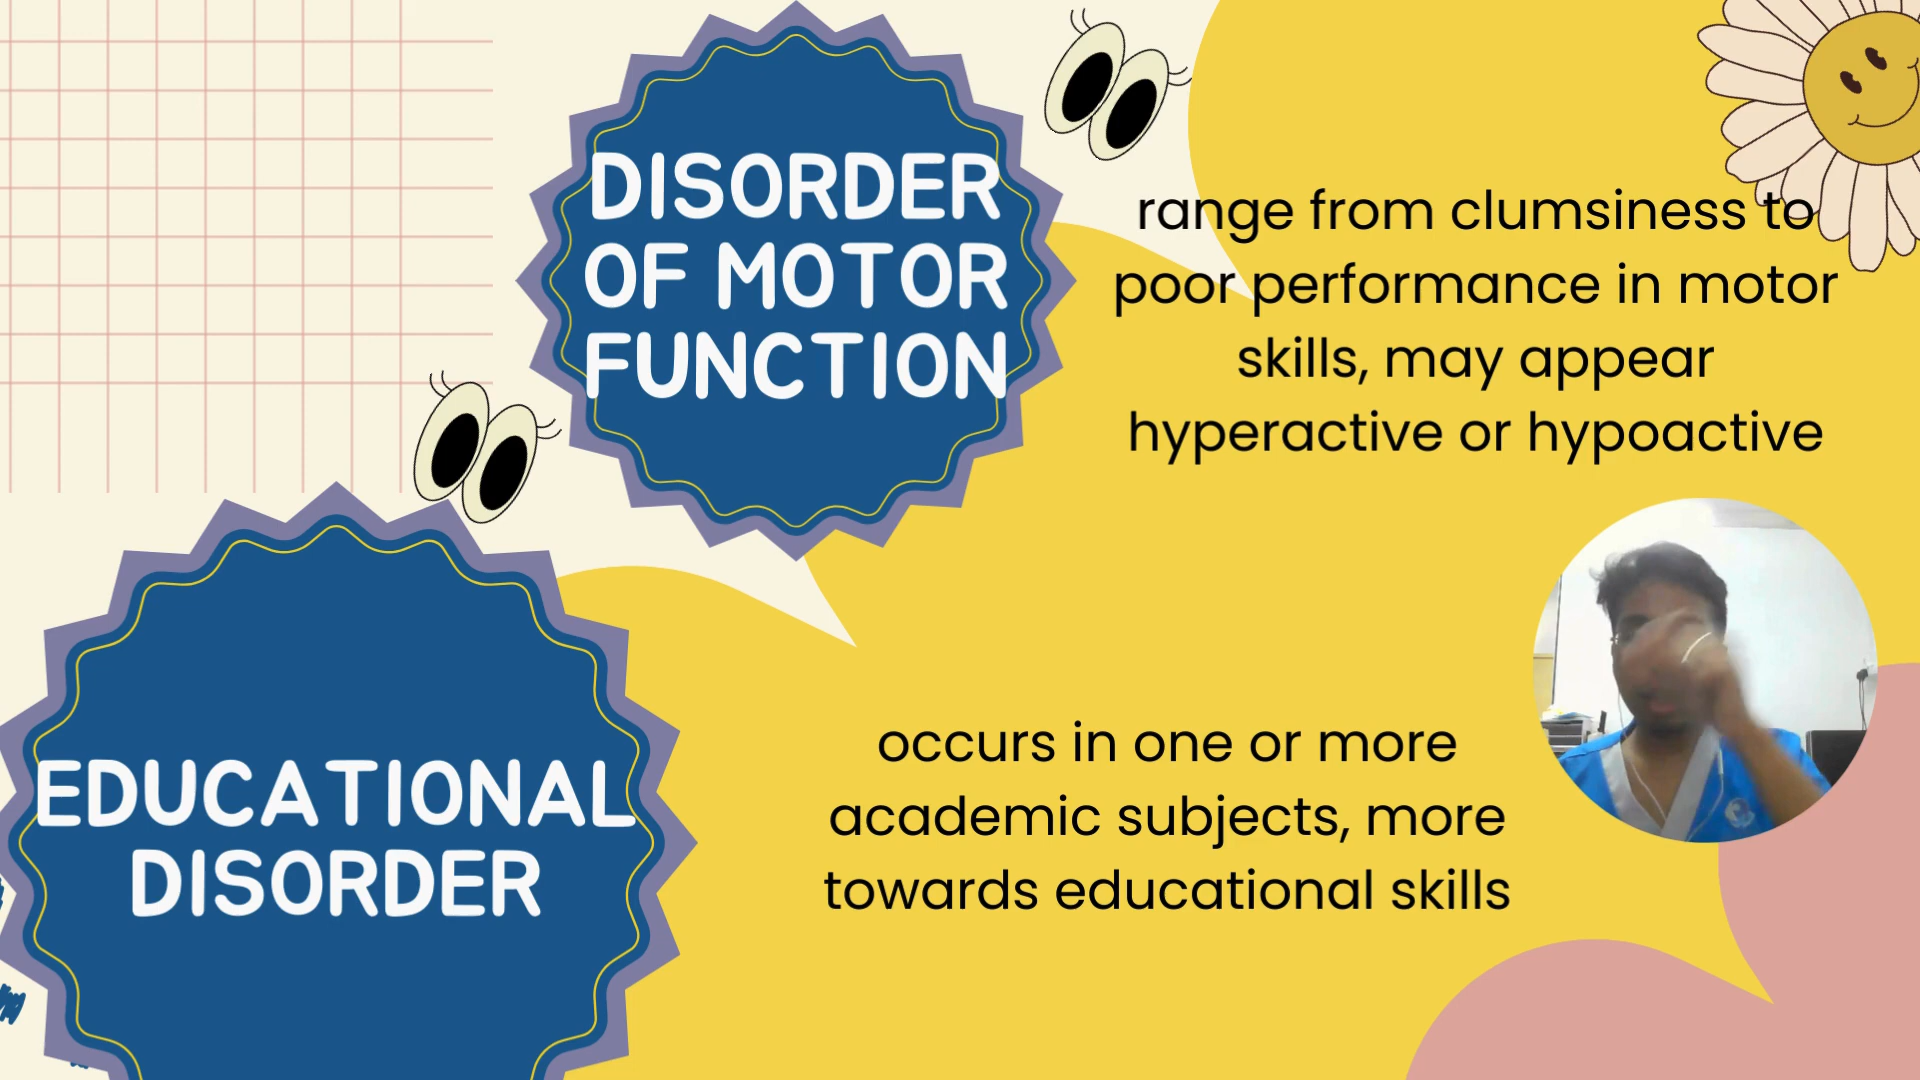 DISORDER
OF MOTOR
FUNCTION
range from clumsiness to
poor performance in motor
skills, may appear
hyperactive or hypoactive
EDUCATIONAL
DISORDER
occurs in one or more
academic subjects, more
towards educational skills